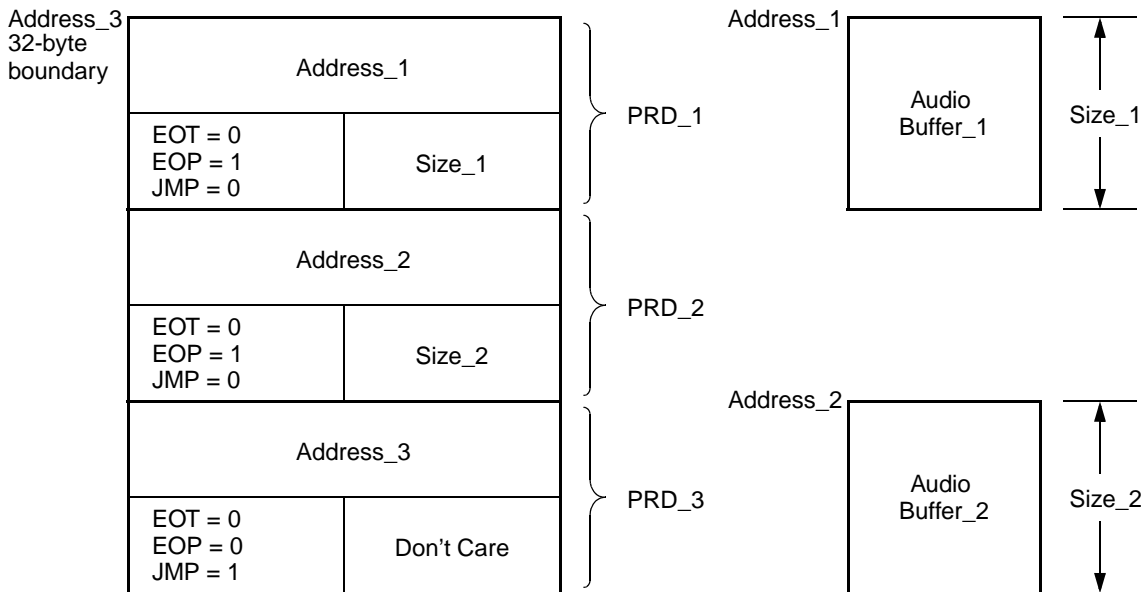 Address_3
32-byte
boundary
Address_1
EOT = 0
EOP = 1
JMP = 0
Size_1
PRD_1
Address_2
EOT = 0
EOP = 1
JMP = 0
Size_2
PRD_2
Address_3
EOT = 0
EOP = 0
JMP = 1
Don't Care
PRD_3
Address_1
Audio
Buffer_1
Size_1
Address_2
Audio
Buffer_2
Size_2